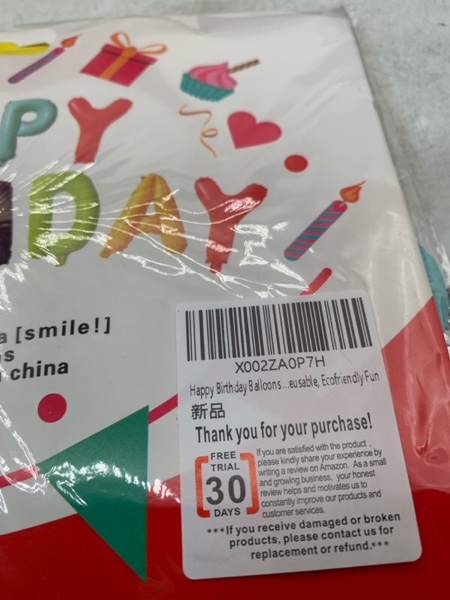 PPY
DAY
a [smile!]
s
china
X002ZA0P7H
Happy Birthday Balloons...eusable, Ecofriendly Fun
新品
Thank you for your purchase!
FREE
TRIAL
30
DAYS
If you are satisfied with the product ,
please kindly share your experience by
writing a review on Amazon. As a small
and growing business, your honest
review helps and motivates us to
constantly improve our products and
customer services.
***If you receive damaged or broken
products, please contact us for
replacement or refund.***